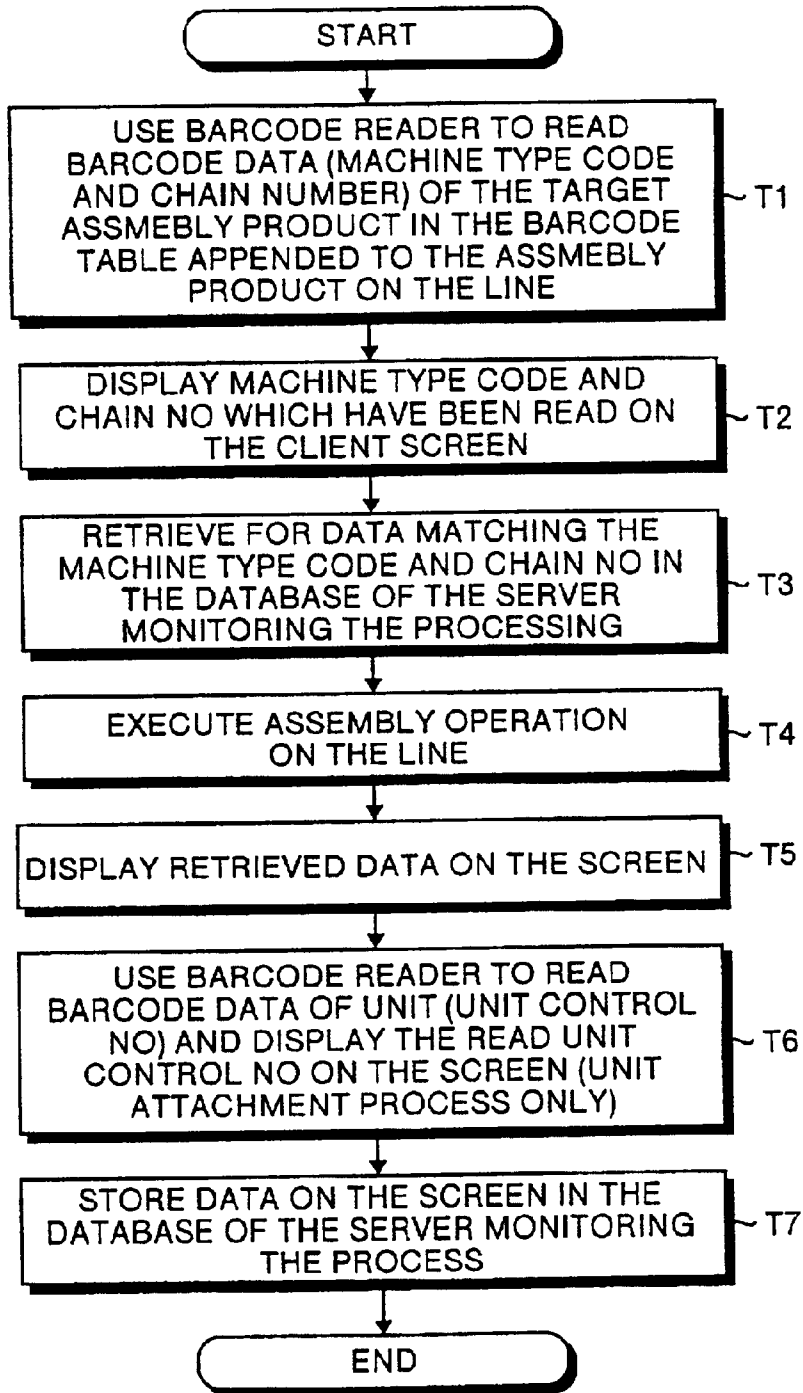 START
USE BARCODE READER TO READ
BARCODE DATA (MACHINE TYPE CODE
AND CHAIN NUMBER) OF THE TARGET
ASSMEBLY PRODUCT IN THE BARCODE
TABLE APPENDED TO THE ASSMEBLY
PRODUCT ON THE LINE
~ T1
DISPLAY MACHINE TYPE CODE AND
CHAIN NO WHICH HAVE BEEN READ ON
THE CLIENT SCREEN
~ T2
RETRIEVE FOR DATA MATCHING THE
MACHINE TYPE CODE AND CHAIN NO IN
THE DATABASE OF THE SERVER
MONITORING THE PROCESSING
~ T3
EXECUTE ASSEMBLY OPERATION
ON THE LINE
~ T4
DISPLAY RETRIEVED DATA ON THE SCREEN
~ T5
USE BARCODE READER TO READ
BARCODE DATA OF UNIT (UNIT CONTROL
NO) AND DISPLAY THE READ UNIT
CONTROL NO ON THE SCREEN (UNIT
ATTACHMENT PROCESS ONLY)
~ T6
STORE DATA ON THE SCREEN IN THE
DATABASE OF THE SERVER MONITORING
THE PROCESS
~ T7
END